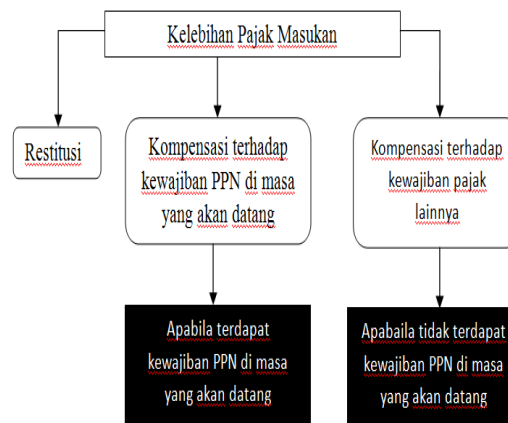 Kelebihan Pajak Masukan
Restitusi
Kompensasi terhadap
kewajiban PPN di masa
yang akan datang
Kompensasi terhadap
kewajiban pajak
lainnya
Apabila terdapat
kewajiban PPN di masa
yang akan datang
Apabaila tidak terdapat
kewajiban PPN di masa
yang akan datang